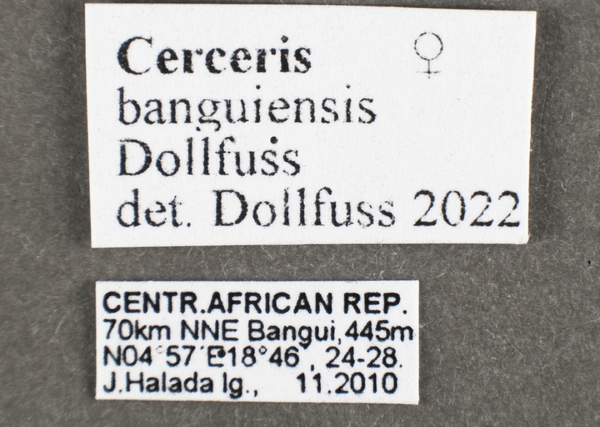 Cerceris ♀
banguiensis
Dollfuss
det. Dollfuss 2022
CENTR.AFRICAN REP.
70km NNE Bangui, 445m
N04°57' E18°46', 24-28.
J.Halada lg., 11.2010